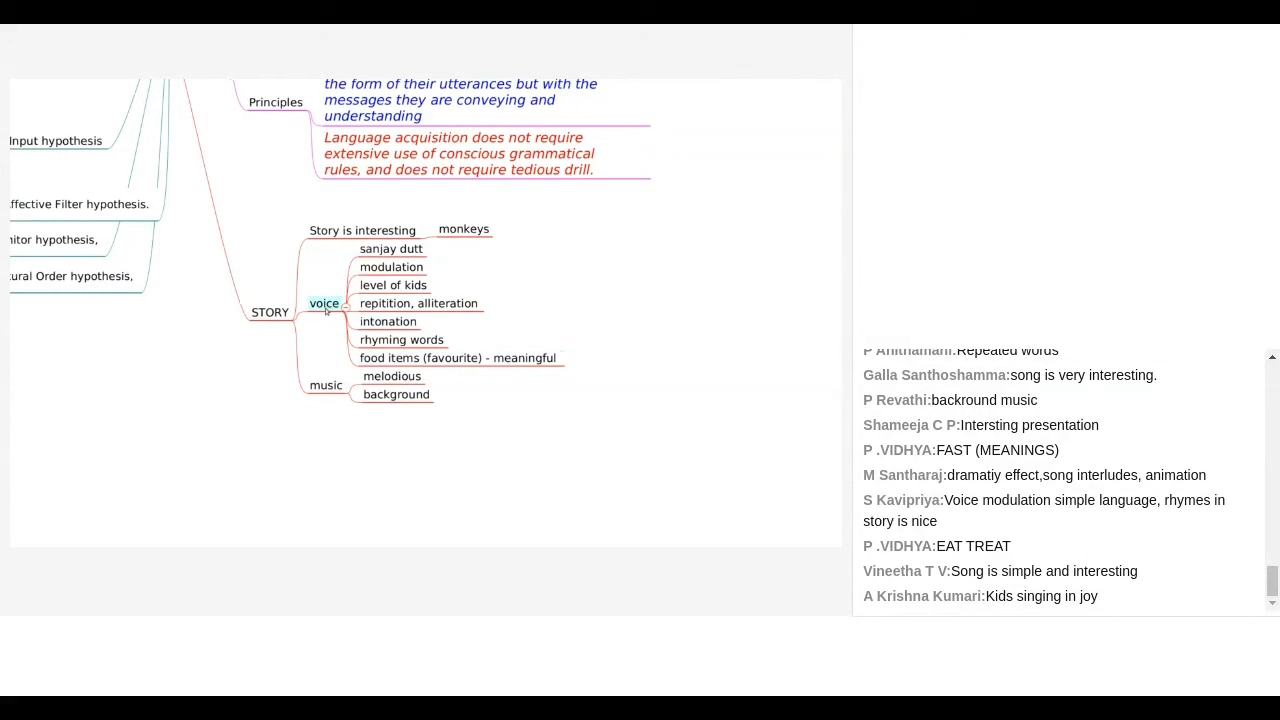 the form of their utterances but with the
messages they are conveying and
understanding
Principles
Language acquisition does not require
extensive use of conscious grammatical
rules, and does not require tedious drill.
Input hypothesis
ffective Filter hypothesis.
nitor hypothesis,
ural Order hypothesis,
STORY
Story is interesting
monkeys
voice
sanjay dutt
modulation
level of kids
repitition, alliteration
intonation
rhyming words
food items (favourite) - meaningful
music
melodious
background
P Anithamani:Repeated words
Galla Santhoshamma:song is very interesting.
P Revathi:backround music
Shameeja C P:Intersting presentation
P .VIDHYA:FAST (MEANINGS)
M Santharaj:dramatiy effect,song interludes, animation
S Kavipriya:Voice modulation simple language, rhymes in
story is nice
P .VIDHYA:EAT TREAT
Vineetha T V:Song is simple and interesting
A Krishna Kumari:Kids singing in joy